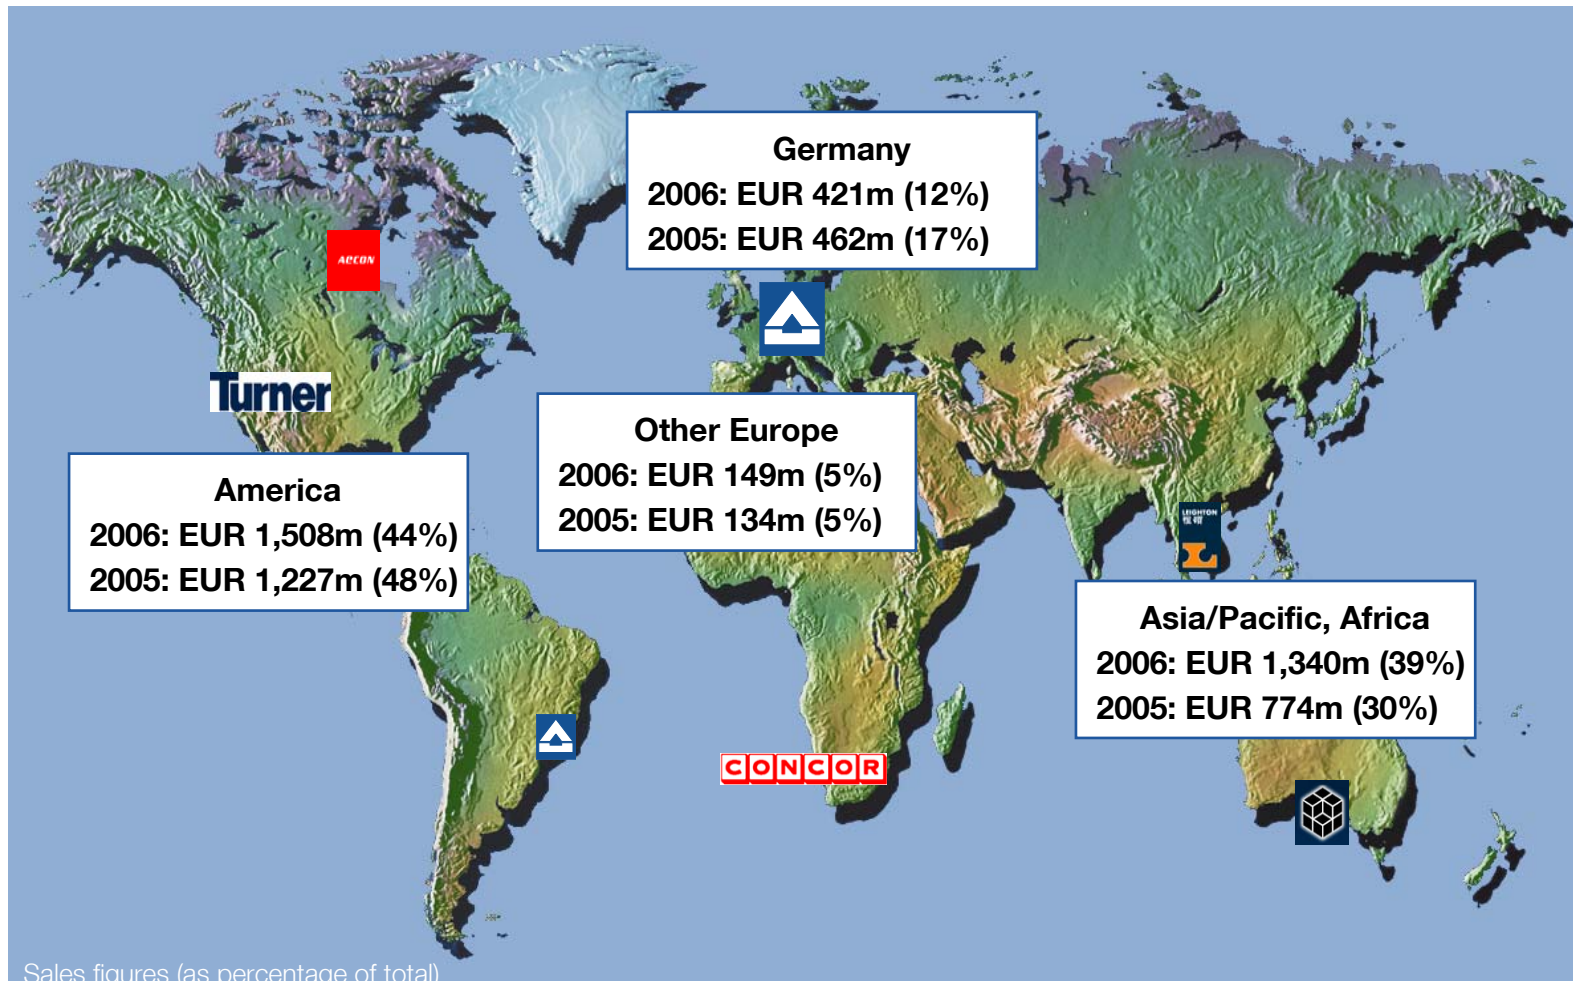 Germany
2006: EUR 421m (12%)
2005: EUR 462m (17%)
AECON
Turner
Other Europe
2006: EUR 149m (5%)
2005: EUR 134m (5%)
America
2006: EUR 1,508m (44%)
2005: EUR 1,227m (48%)
LEIGHTON
Asia/Pacific, Africa
2006: EUR 1,340m (39%)
2005: EUR 774m (30%)
CONCOR
Sales figures (as percentage of total)